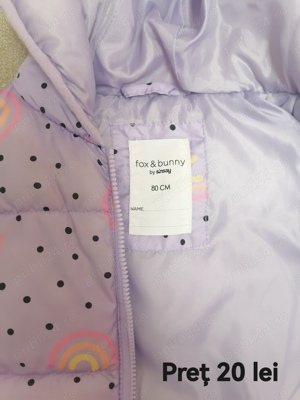 fox & bunny
by sinsay
80 CM
NAME
Preț 20 lei